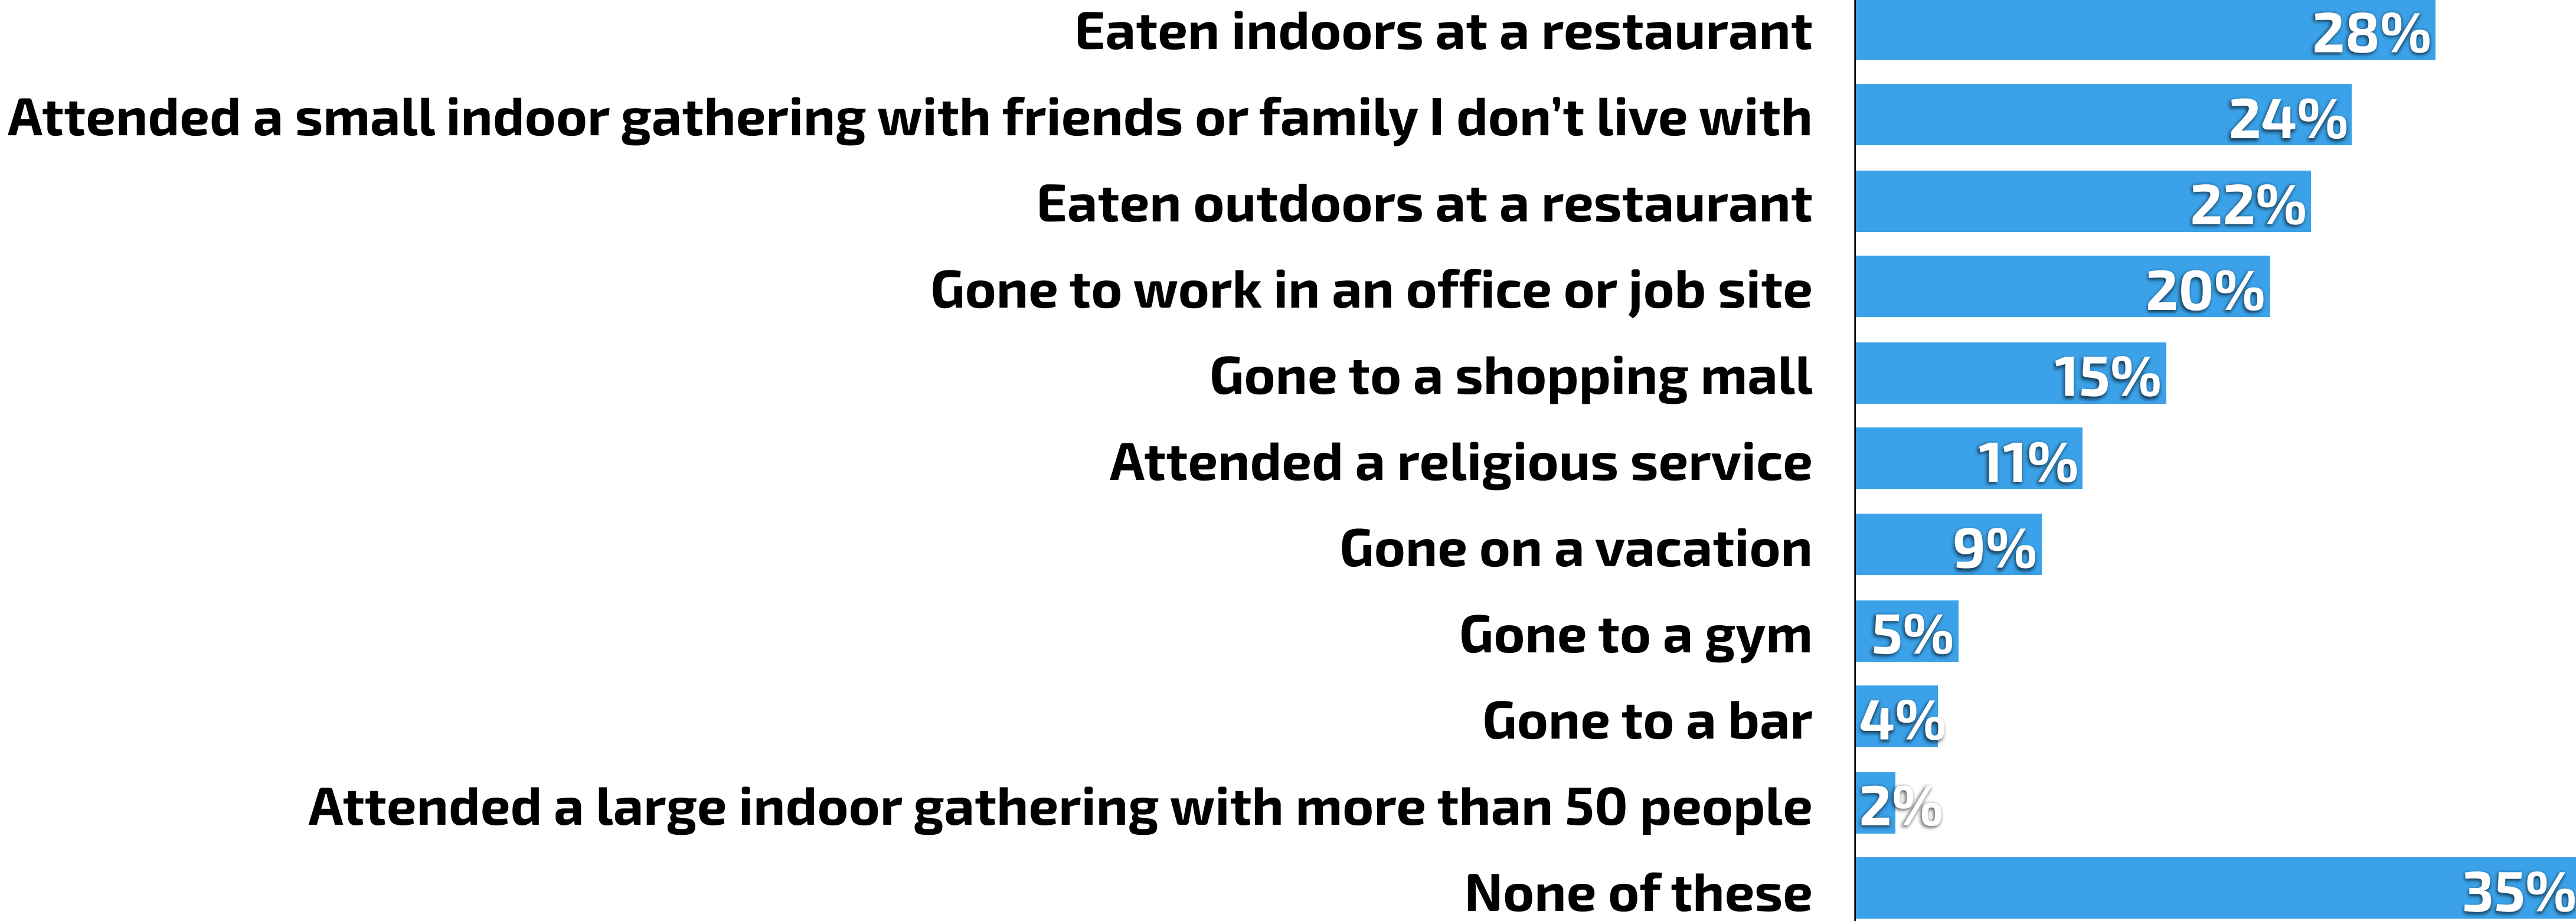 Eaten indoors at a restaurant 28%
Attended a small indoor gathering with friends or family I don’t live with 24%
Eaten outdoors at a restaurant 22%
Gone to work in an office or job site 20%
Gone to a shopping mall 15%
Attended a religious service 11%
Gone on a vacation 9%
Gone to a gym 5%
Gone to a bar 4%
Attended a large indoor gathering with more than 50 people 2%
None of these 35%